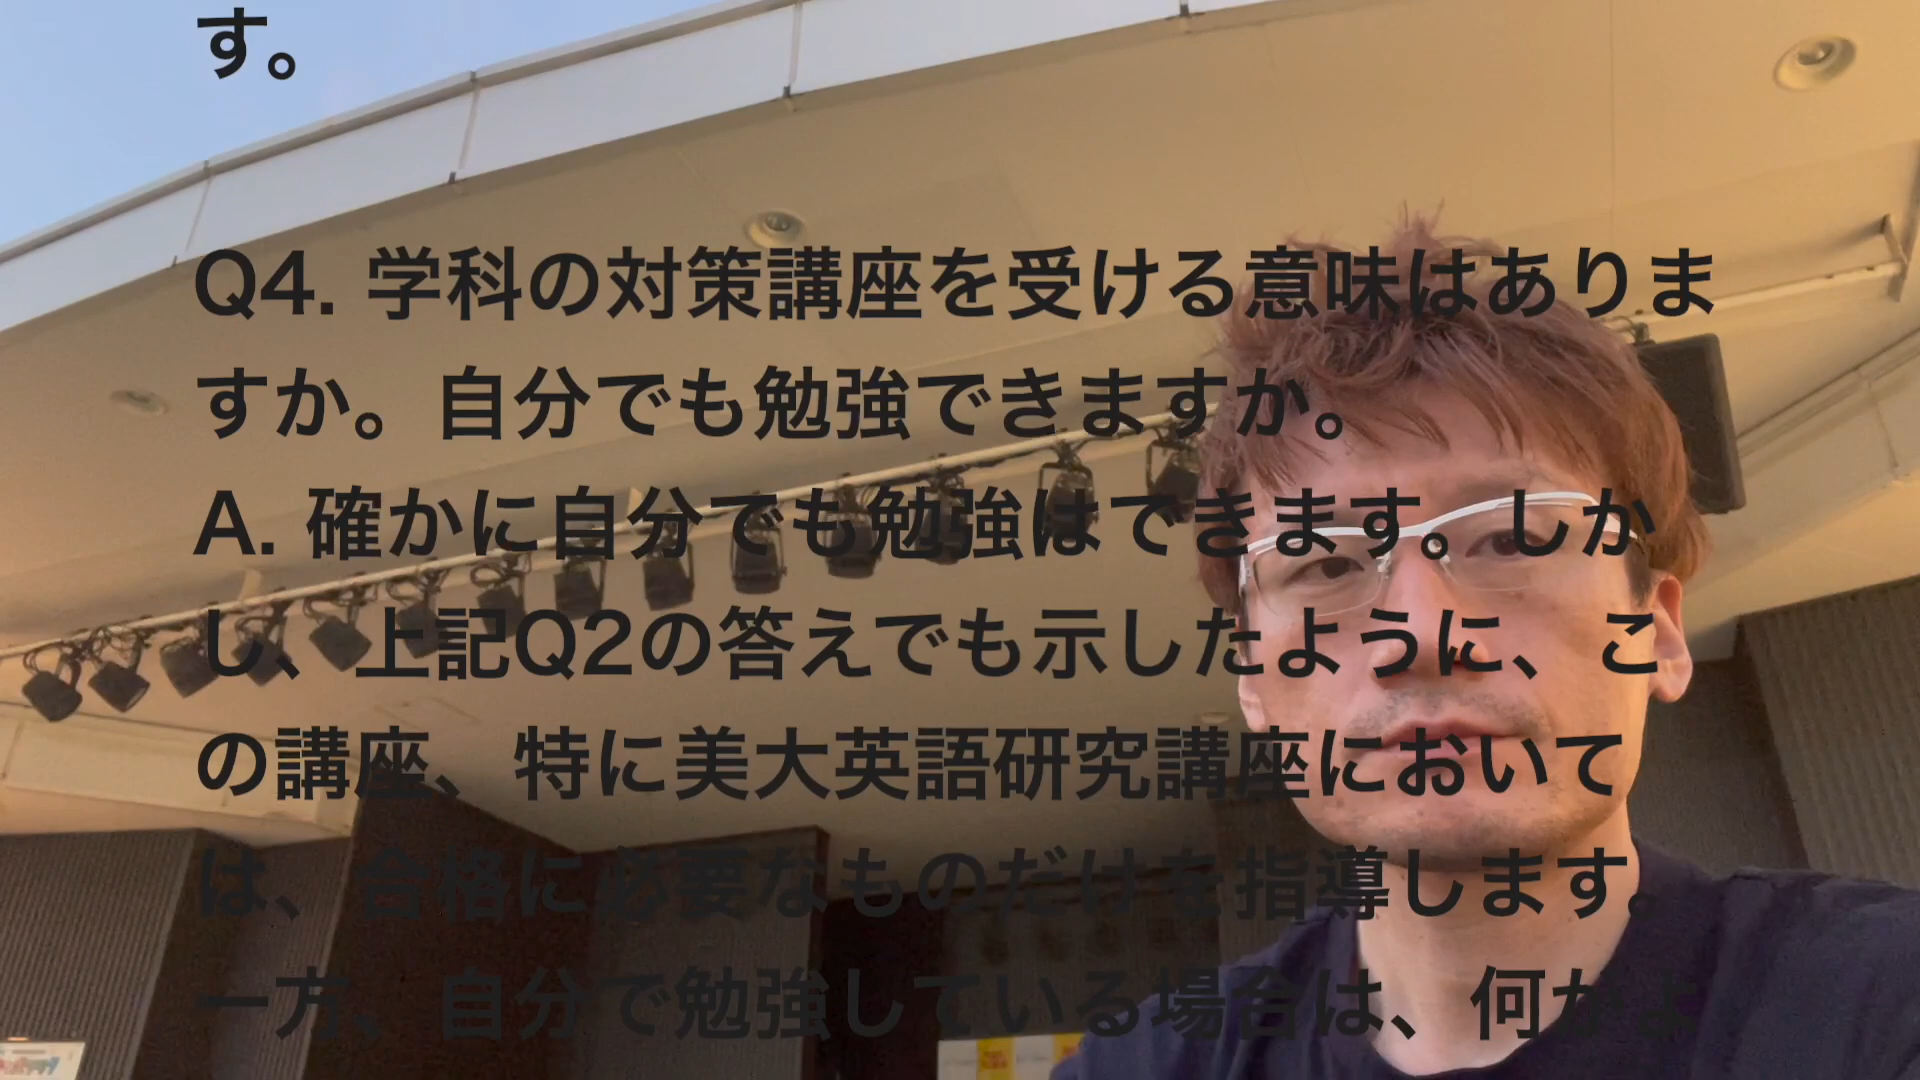 す。
Q4. 学科の対策講座を受ける意味はありま
すか。自分でも勉強できますか。
A. 確かに自分でも勉強はできます。しか
し、上記Q2の答えでも示したように、こ
の講座、特に美大英語研究講座において
は、合格に必要なものだけを指導します。
一方、自分で勉強している場合は、何がよ